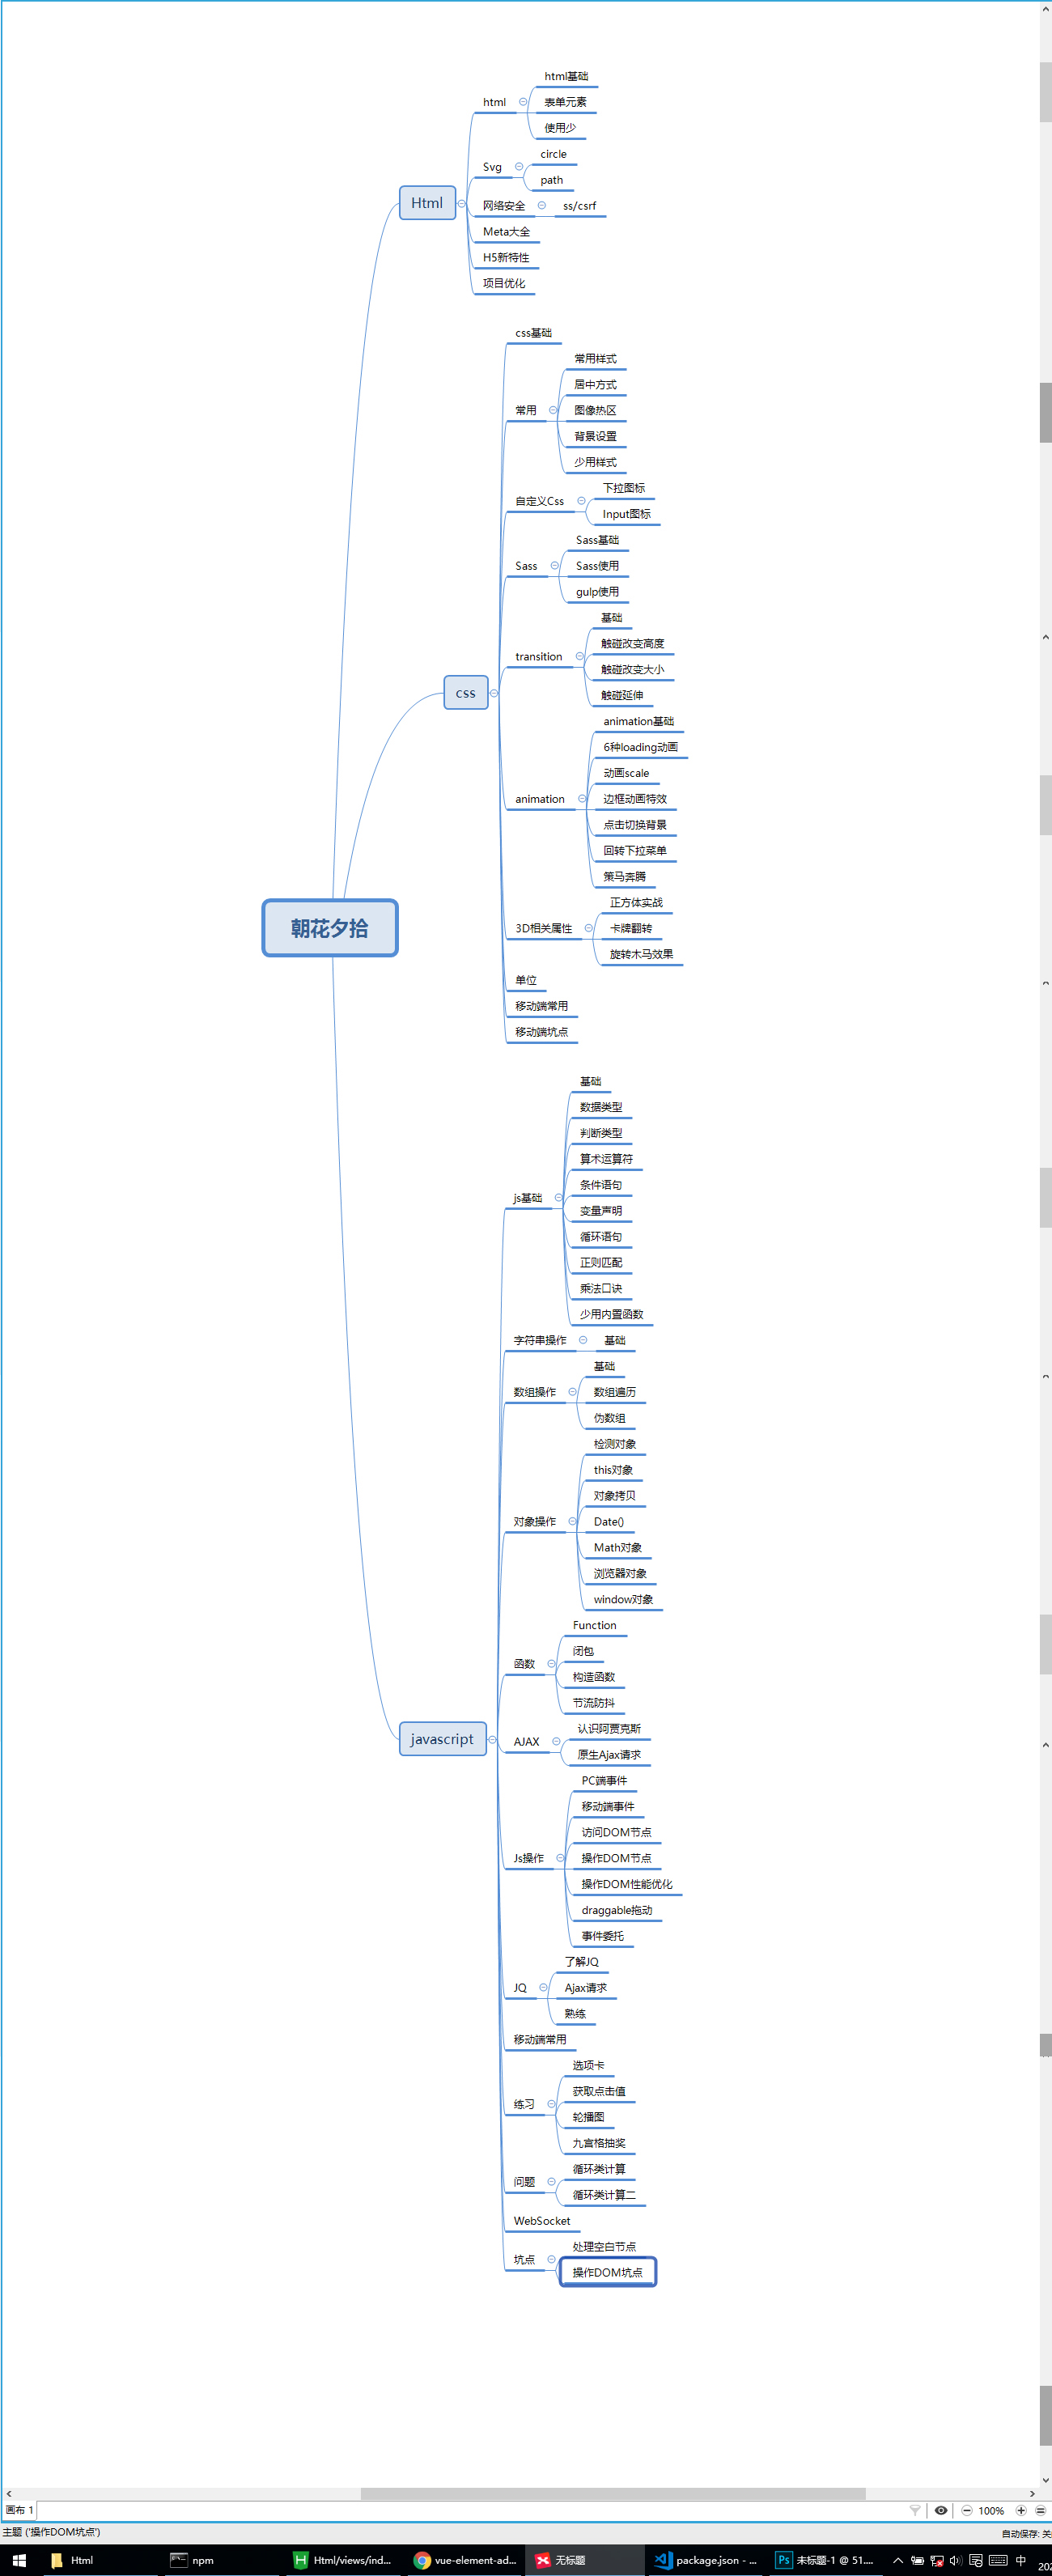 html基础
html
表单元素
使用少
circle
Svg
path
Html
网络安全
ss/csrf
Meta大全
H5新特性
项目优化
css基础
常用样式
居中方式
常用
图像热区
背景设置
少用样式
下拉图标
自定义Css
Input图标
Sass基础
Sass
Sass使用
gulp使用
基础
触碰改变高度
transition
触碰改变大小
css
触碰延伸
animation基础
6种loading动画
动画scale
animation
边框动画特效
点击切换背景
回转下拉菜单
策马奔腾
正方体实战
朝花夕拾
3D相关属性
卡牌翻转
旋转木马效果
单位
移动端常用
移动端坑点
基础
数据类型
判断类型
算术运算符
条件语句
js基础
变量声明
循环语句
正则匹配
乘法口诀
少用内置函数
字符串操作
基础
基础
数组操作
数组遍历
伪数组
检测对象
this对象
对象拷贝
对象操作
Date()
Math对象
浏览器对象
window对象
Function
闭包
函数
构造函数
节流防抖
认识阿贾克斯
javascript
AJAX
原生Ajax请求
PC端事件
移动端事件
访问DOM节点
Js操作
操作DOM节点
操作DOM性能优化
draggable拖动
事件委托
了解JQ
JQ
Ajax请求
熟练
移动端常用
选项卡
获取点击值
练习
轮播图
九宫格抽奖
循环类计算
问题
循环类计算二
WebSocket
处理空白节点
坑点
操作DOM坑点
画布 1
100%
主题 ('操作DOM坑点')
自动保存: 关
Html
npm
Html/views/ind...
vue-element-ad...
无标题
package.json - ...
Ps
未标题-1 @ 51....
中
202